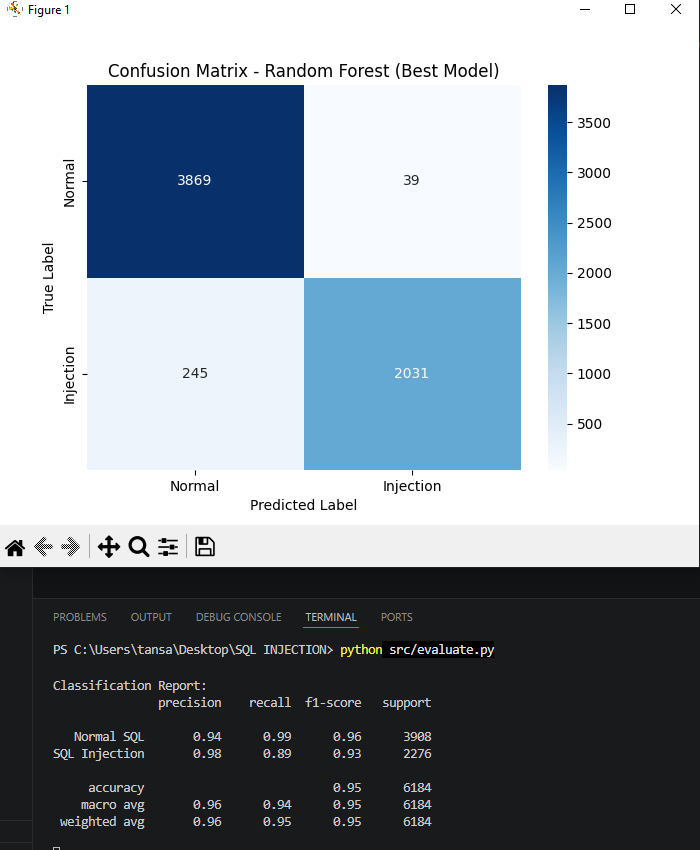 Figure 1
Confusion Matrix - Random Forest (Best Model)
Normal
3869
39
Injection
245
2031
True Label
Normal
Injection
Predicted Label
3500
3000
2500
2000
1500
1000
500
PROBLEMS OUTPUT DEBUG CONSOLE TERMINAL PORTS
PS C:\Users\tansa\Desktop\SQL INJECTION> python src/evaluate.py
Classification Report:
precision recall f1-score support
Normal SQL 0.94 0.99 0.96 3908
SQL Injection 0.98 0.89 0.93 2276
accuracy 0.95 6184
macro avg 0.96 0.94 0.95 6184
weighted avg 0.96 0.95 0.95 6184